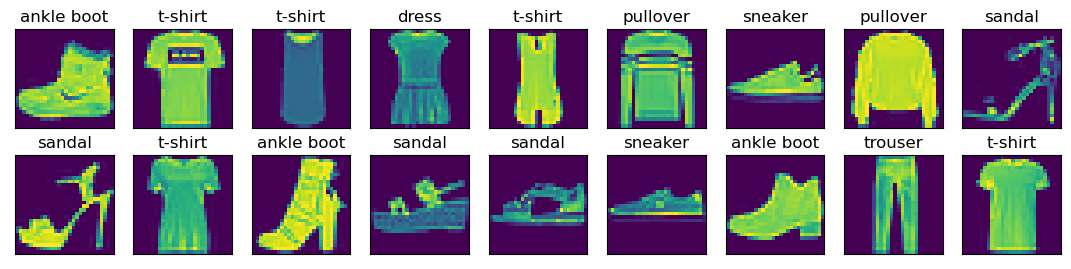 ankle boot t-shirt t-shirt dress t-shirt pullover sneaker pullover sandal
sandal t-shirt ankle boot sandal sandal sneaker ankle boot trouser t-shirt